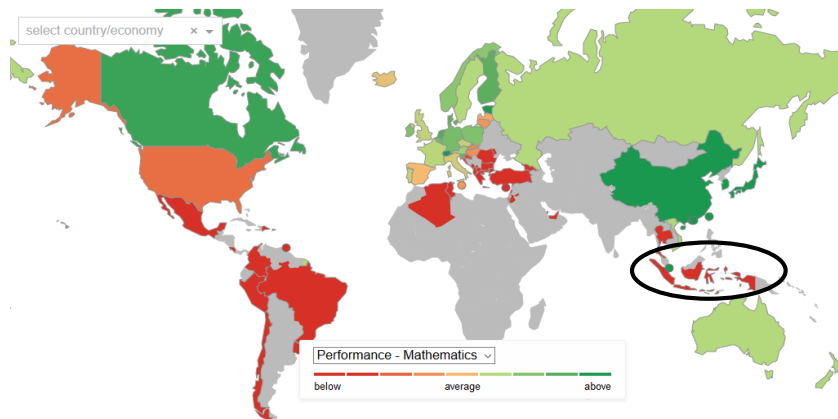 select country/economy ×
Performance - Mathematics
below average above